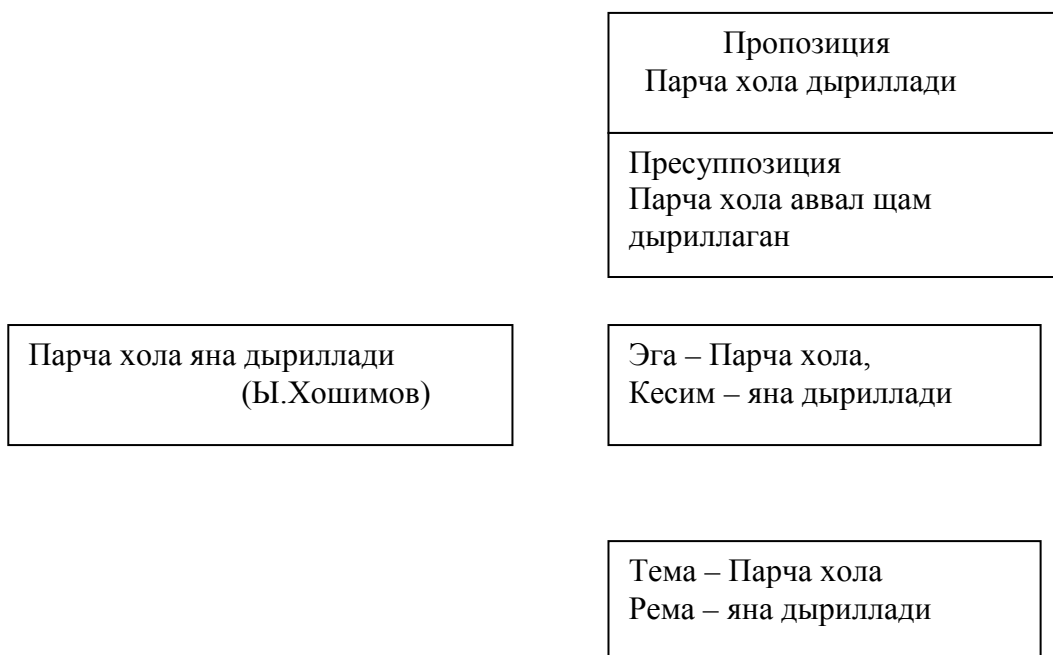 Пропозиция
Парча хола дыриллади
Пресуппозиция
Парча хола аввал щам
дыриллаган
Парча хола яна дыриллади
(Ы.Хошимов)
Эга – Парча хола,
Кесим – яна дыриллади
Тема – Парча хола
Рема – яна дыриллади